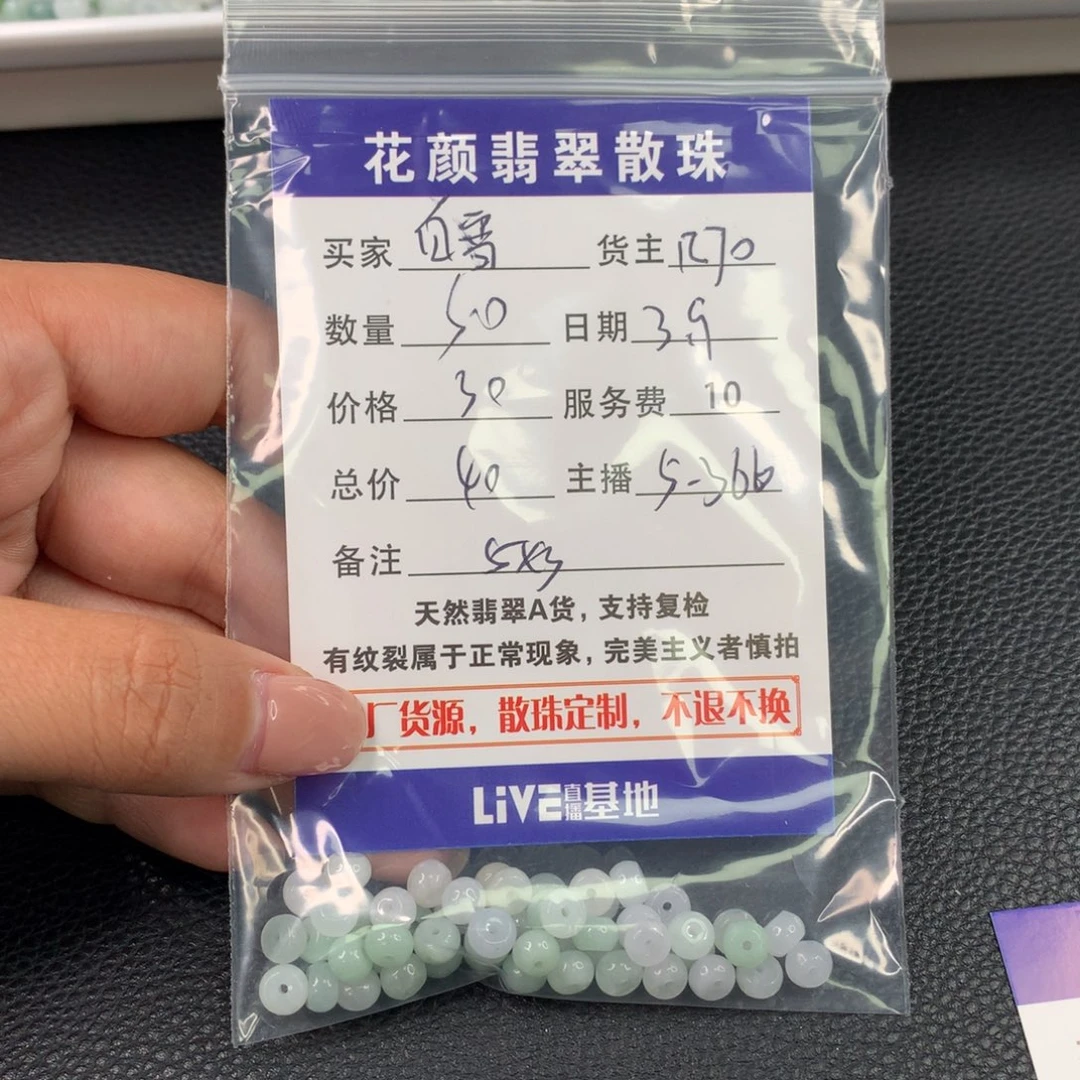 花颜翡翠散珠
买家 白雪 货主 R70
数量 50 日期 3.9
价格 30 服务费 10
总价 40 主播 5-366
备注 5X3
天然翡翠A货，支持复检
有纹裂属于正常现象，完美主义者慎拍
厂货源，散珠定制，不退不换
LiVE直播基地